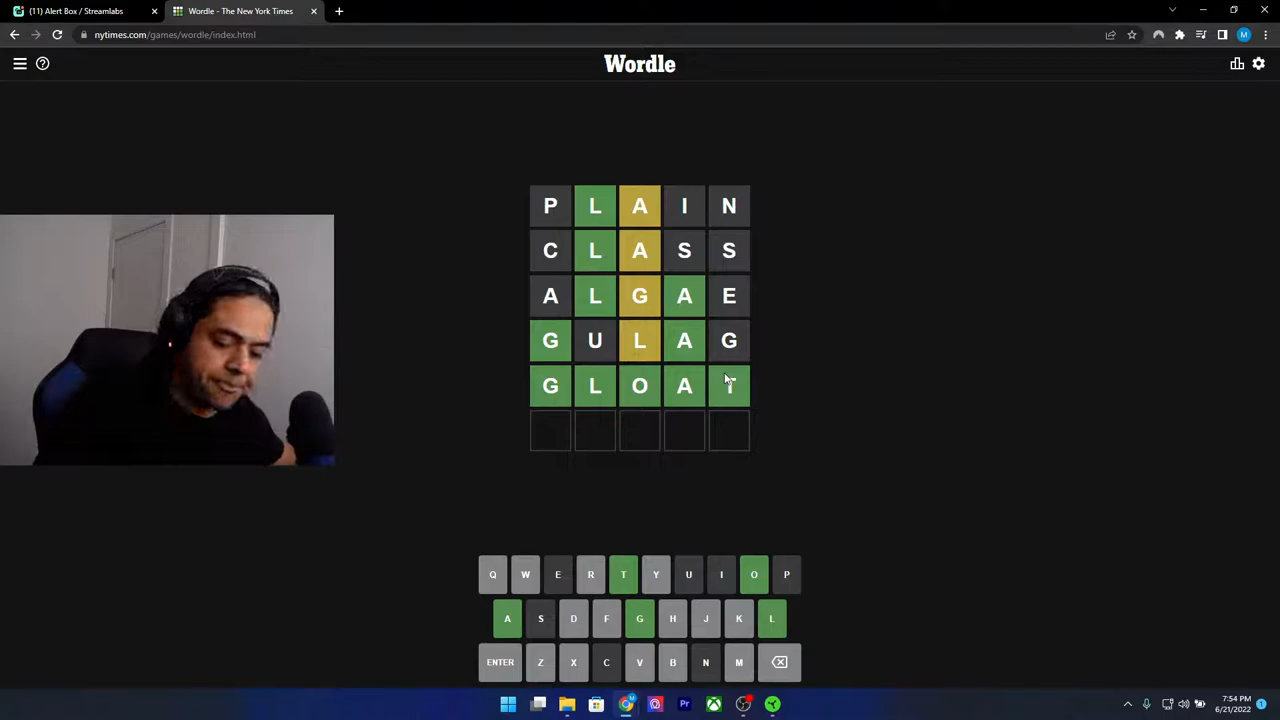 (11) Alert Box / Streamlabs
Wordle - The New York Times
nytimes.com/games/wordle/index.html
M
Wordle
P L A I N
C L A S S
A L G A E
G U L A G
G L O A T
Q W E R T Y U I O P
A S D F G H J K L
ENTER Z X C V B N M
Pr
7:54 PM
6/21/2022